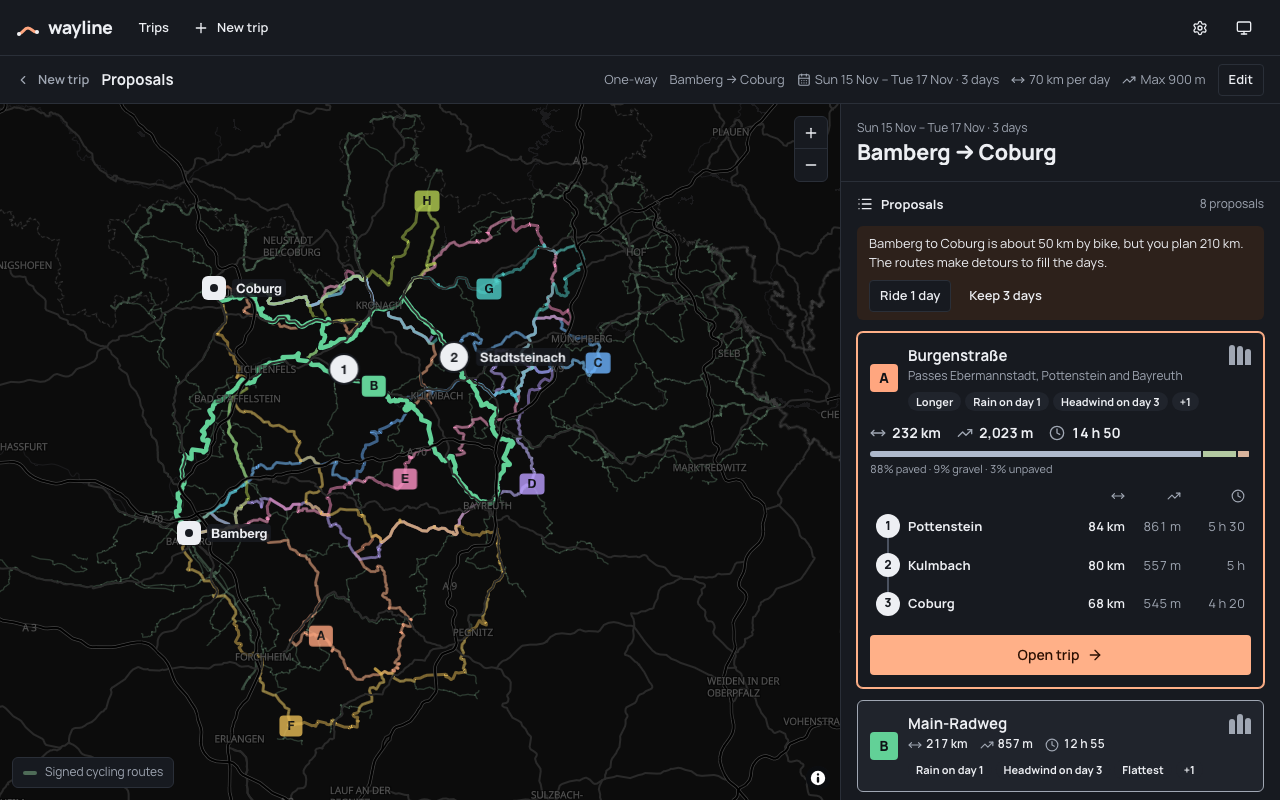 wayline
Trips
New trip
New trip
Proposals
One-way
Bamberg → Coburg
Sun 15 Nov – Tue 17 Nov · 3 days
70 km per day
Max 900 m
Edit
PLAUEN
A 9
H
NEUSTADT
BEI COBURG
HOF
NIGSHOFEN
Coburg
G
KRONACH
MÜNCHBERG
1
2
Stadtsteinach
C
SELB
LICHTENFELS
B
BAD STAFFELSTEIN
KULMBACH
CHE
HASSFURT
A 70
E
D
MARKTREDWITZ
BAYREUTH
A 70
Bamberg
A 9
A 3
A
PEGNITZ
FORCHHEIM
WEIDEN IN DER
OBERPFALZ
F
VOHENSTRA
ERLANGEN
Signed cycling routes
LAUF AN DER
SULZBACH-
+
−
Sun 15 Nov – Tue 17 Nov · 3 days
Bamberg → Coburg
Proposals
8 proposals
Bamberg to Coburg is about 50 km by bike, but you plan 210 km.
The routes make detours to fill the days.
Ride 1 day
Keep 3 days
A
Burgenstraße
Passes Ebermannstadt, Pottenstein and Bayreuth
Longer
Rain on day 1
Headwind on day 3
+1
232 km
2,023 m
14 h 50
88% paved · 9% gravel · 3% unpaved
1 Pottenstein 84 km 861 m 5 h 30
2 Kulmbach 80 km 557 m 5 h
3 Coburg 68 km 545 m 4 h 20
Open trip →
B
Main-Radweg
217 km
857 m
12 h 55
Rain on day 1
Headwind on day 3
Flattest
+1